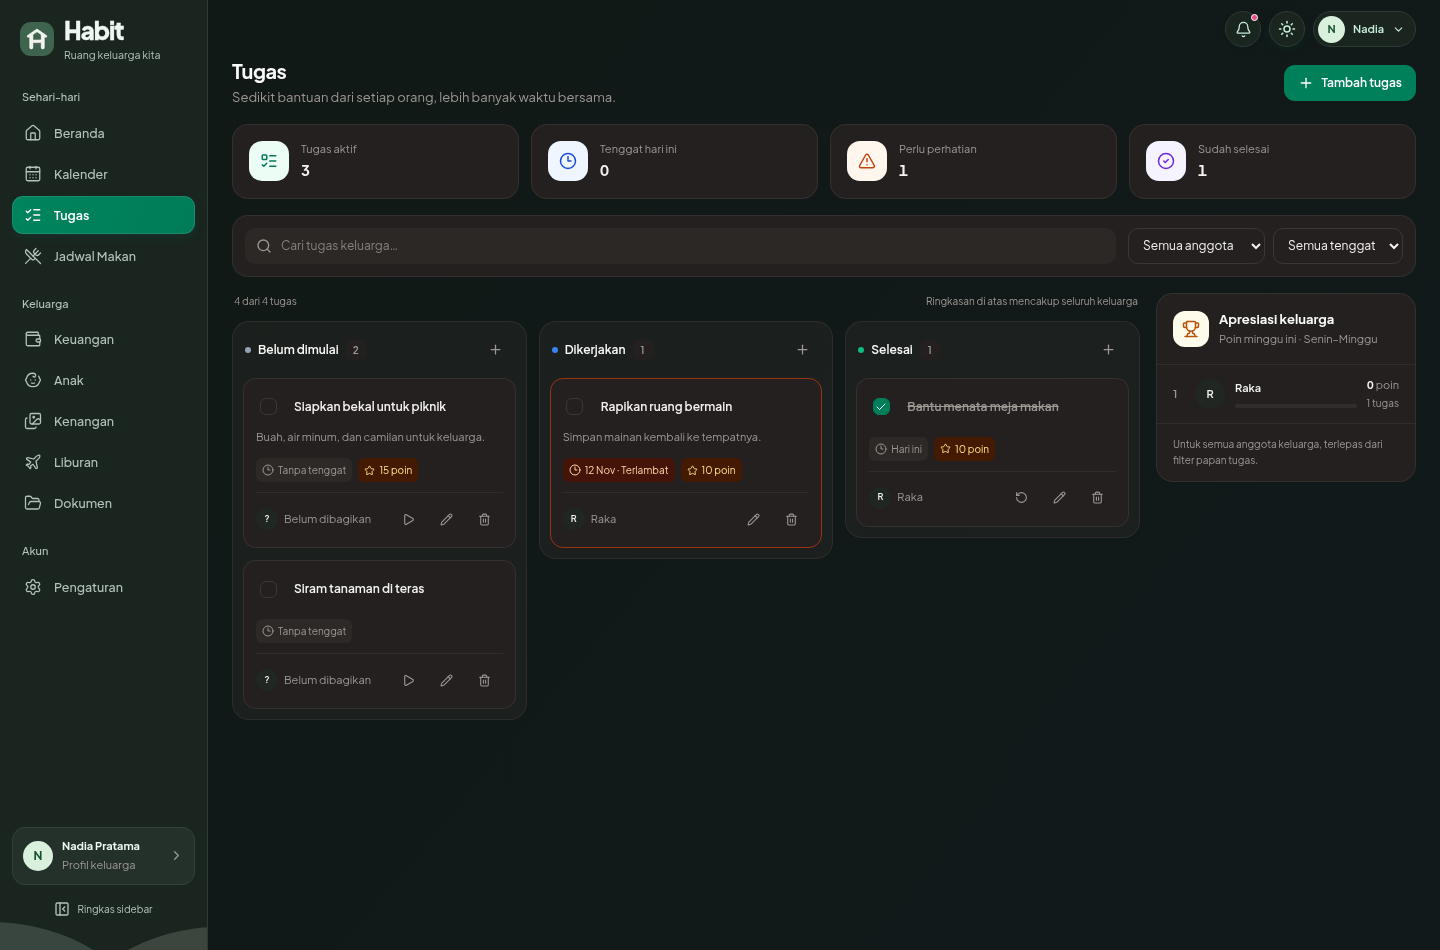 Habit
Ruang keluarga kita
Sehari-hari
Beranda
Kalender
Tugas
Jadwal Makan
Keluarga
Keuangan
Anak
Kenangan
Liburan
Dokumen
Akun
Pengaturan
N
Nadia Pratama
Profil keluarga
Ringkas sidebar
N
Nadia
Tugas
Sedikit bantuan dari setiap orang, lebih banyak waktu bersama.
Tambah tugas
Tugas aktif
3
Tenggat hari ini
0
Perlu perhatian
1
Sudah selesai
1
Cari tugas keluarga...
Semua anggota
Semua tenggat
4 dari 4 tugas
Ringkasan di atas mencakup seluruh keluarga
Belum dimulai 2
Siapkan bekal untuk piknik
Buah, air minum, dan camilan untuk keluarga.
Tanpa tenggat
15 poin
? Belum dibagikan
Siram tanaman di teras
Tanpa tenggat
? Belum dibagikan
Dikerjakan 1
Rapikan ruang bermain
Simpan mainan kembali ke tempatnya.
12 Nov · Terlambat
10 poin
R Raka
Selesai 1
Bantu menata meja makan
Hari ini
10 poin
R Raka
Apresiasi keluarga
Poin minggu ini · Senin–Minggu
1 R Raka
0 poin
1 tugas
Untuk semua anggota keluarga, terlepas dari
filter papan tugas.